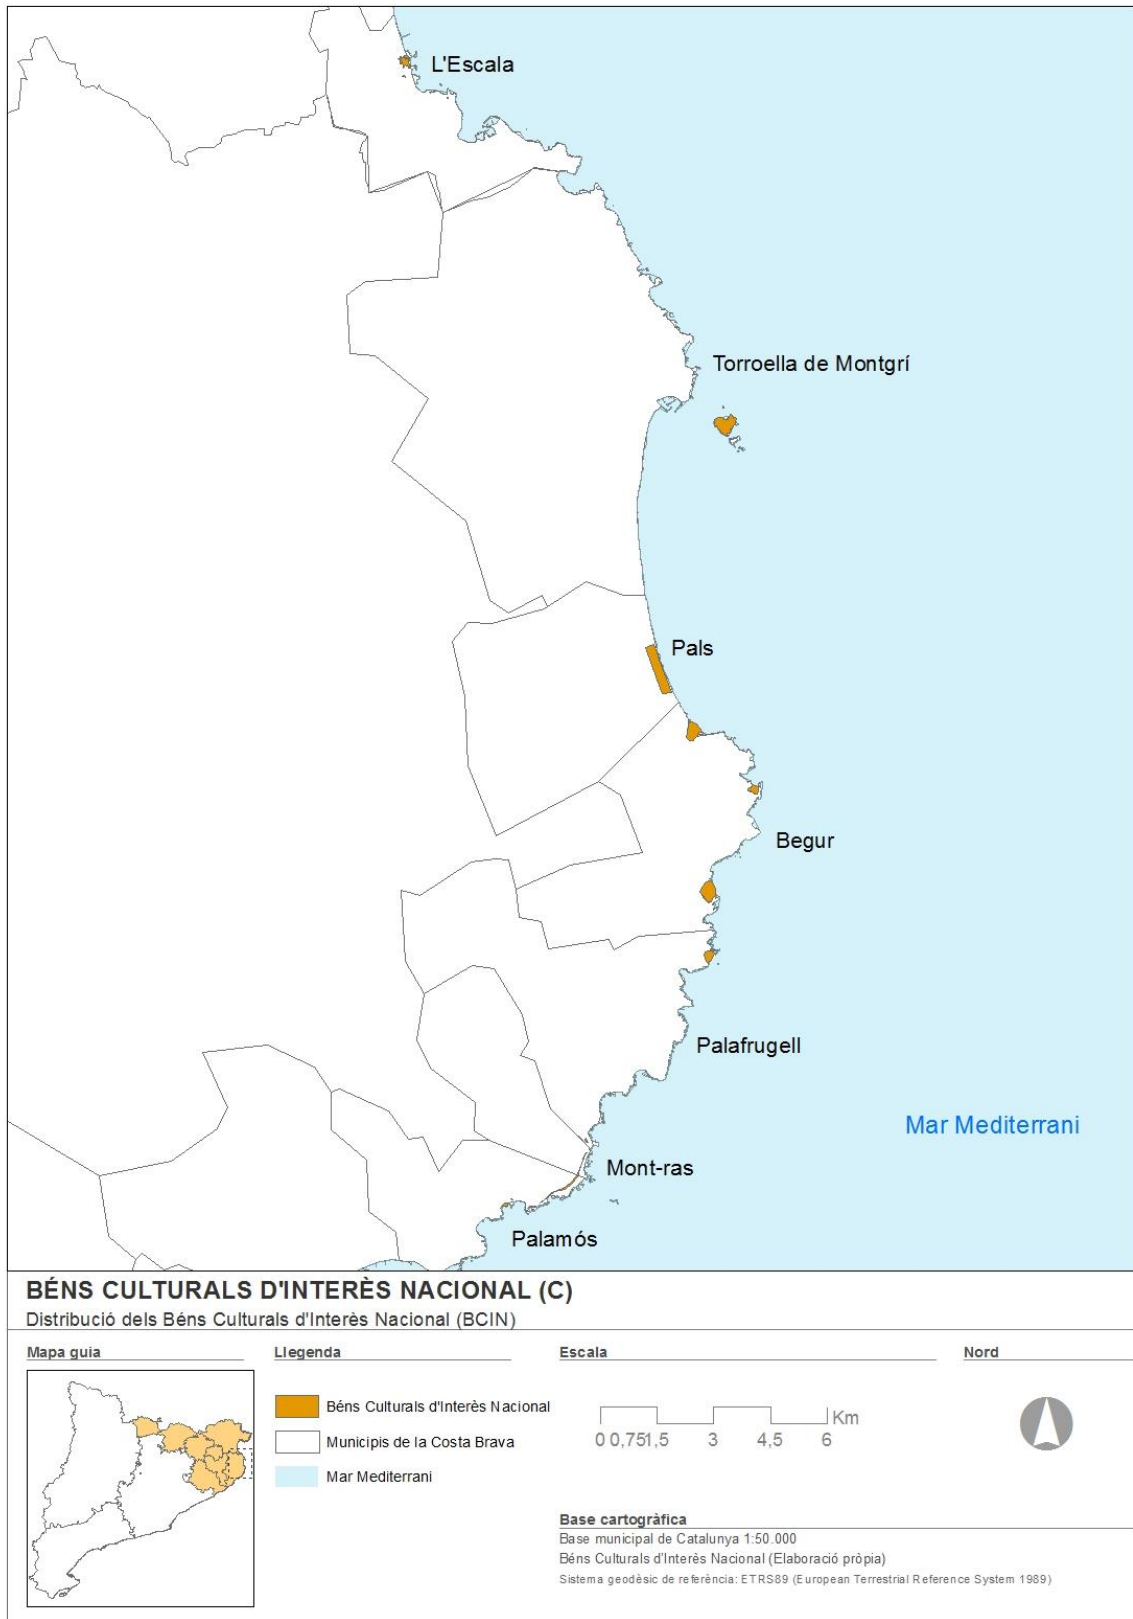 L'Escala
Torroella de Montgrí
Pals
Begur
Palafrugell
Mar Mediterrani
Mont-ras
Palamós
BÉNS CULTURALS D'INTERÈS NACIONAL (C)
Distribució dels Béns Culturals d'Interès Nacional (BCIN)
Mapa guia
Llegenda
Béns Culturals d'Interès Nacional
Municipis de la Costa Brava
Mar Mediterrani
Escala
Km
0 0,751,5 3 4,5 6
Nord
Base cartogràfica
Base municipal de Catalunya 1:50.000
Béns Culturals d'Interès Nacional (Elaboració pròpia)
Sistema geodèsic de referència: ETRS89 (European Terrestrial Reference System 1989)